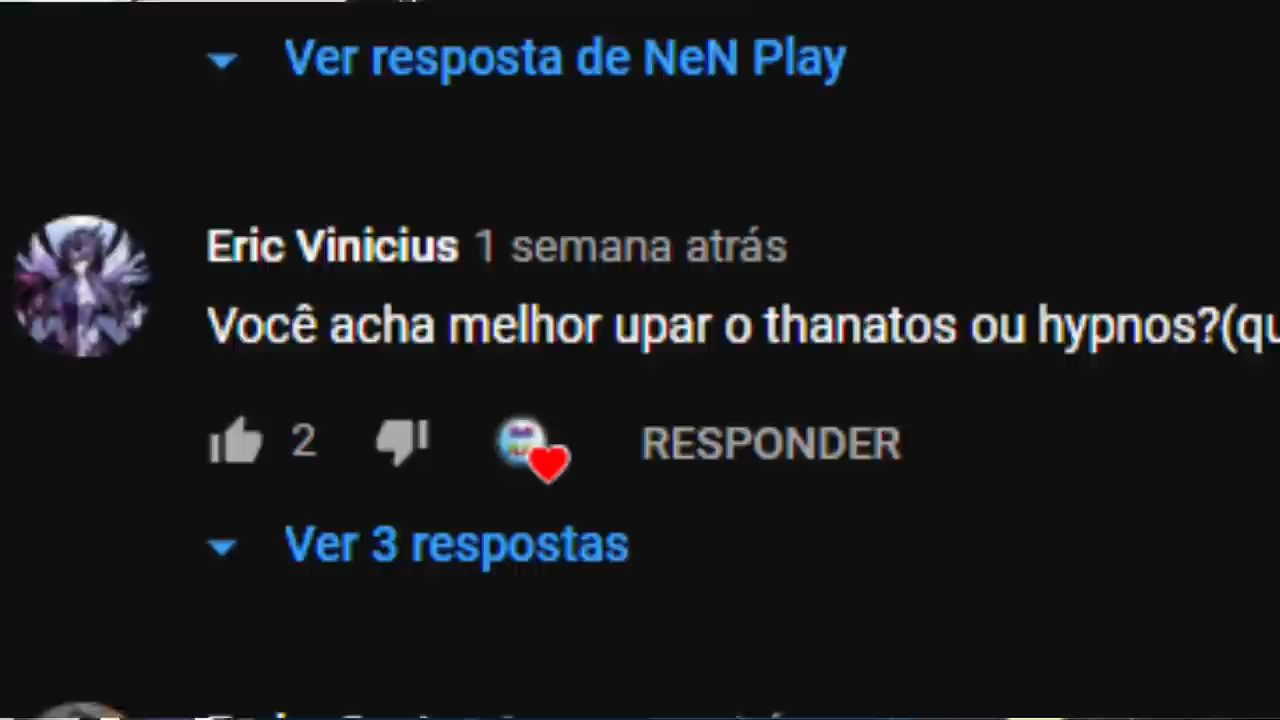 Ver resposta de NeN Play
Eric Vinicius 1 semana atrás
Você acha melhor upar o thanatos ou hypnos?(qu
2 RESPONDER
Ver 3 respostas